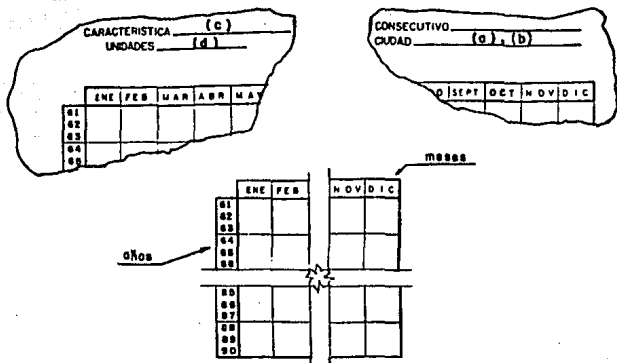 CARACTERISTICA (c)
UNIDADES (d)
ENE FEB MAR ABR MAY
61
62
63
64
65
CONSECUTIVO
CIUDAD (a), (b)
O SEPT OCT NOV DIC
meses
ENE FEB NOV DIC
61
62
63
64
65
66
años
85
86
87
88
89
90